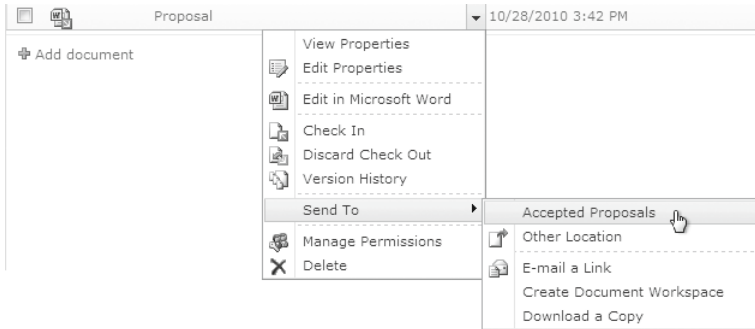 Proposal 10/28/2010 3:42 PM
Add document
View Properties
Edit Properties
Edit in Microsoft Word
Check In
Discard Check Out
Version History
Send To
Manage Permissions
Delete
Accepted Proposals
Other Location
E-mail a Link
Create Document Workspace
Download a Copy